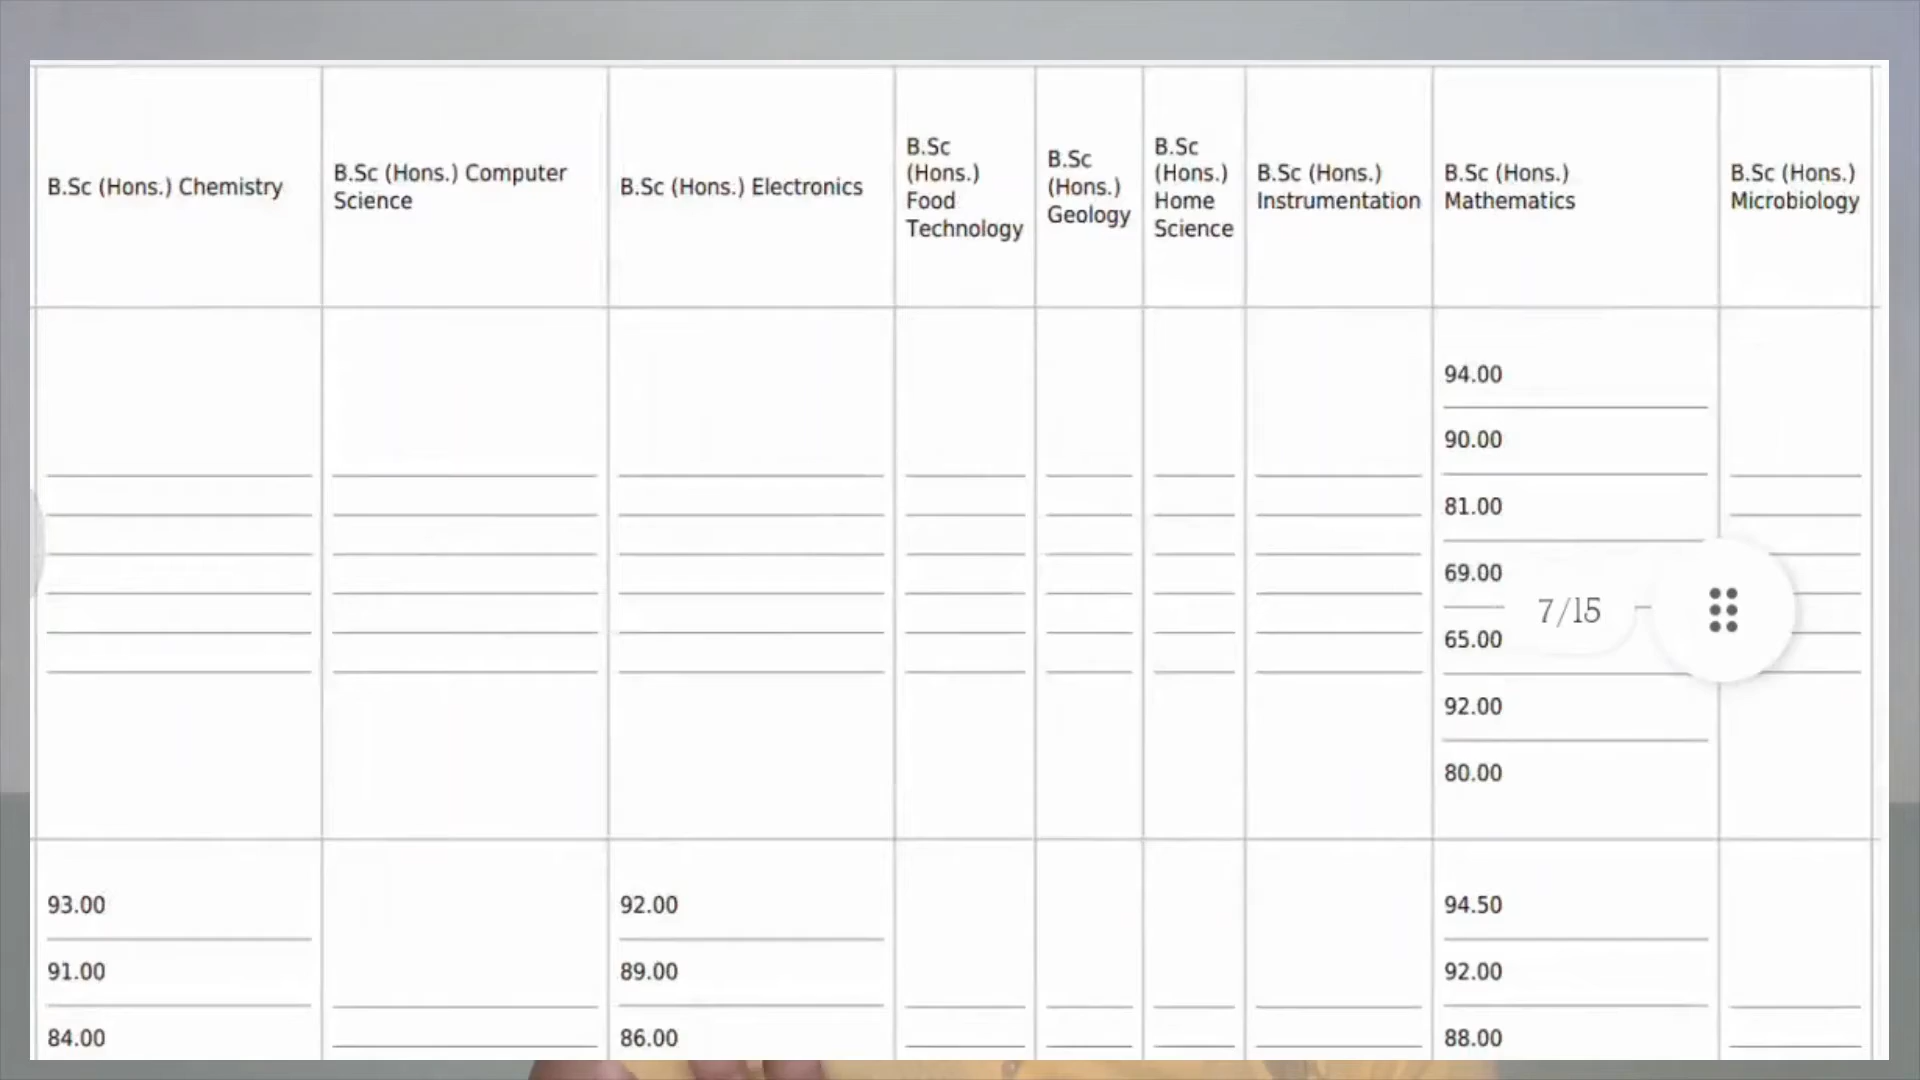 B.Sc (Hons.) Chemistry
B.Sc (Hons.) Computer
Science
B.Sc (Hons.) Electronics
B.Sc
(Hons.)
Food
Technology
B.Sc
(Hons.)
Geology
B.Sc
(Hons.)
Home
Science
B.Sc (Hons.)
Instrumentation
B.Sc (Hons.)
Mathematics
B.Sc (Hons.)
Microbiology
94.00
90.00
81.00
69.00
7/15
65.00
92.00
80.00
93.00 92.00 94.50
91.00 89.00 92.00
84.00 86.00 88.00